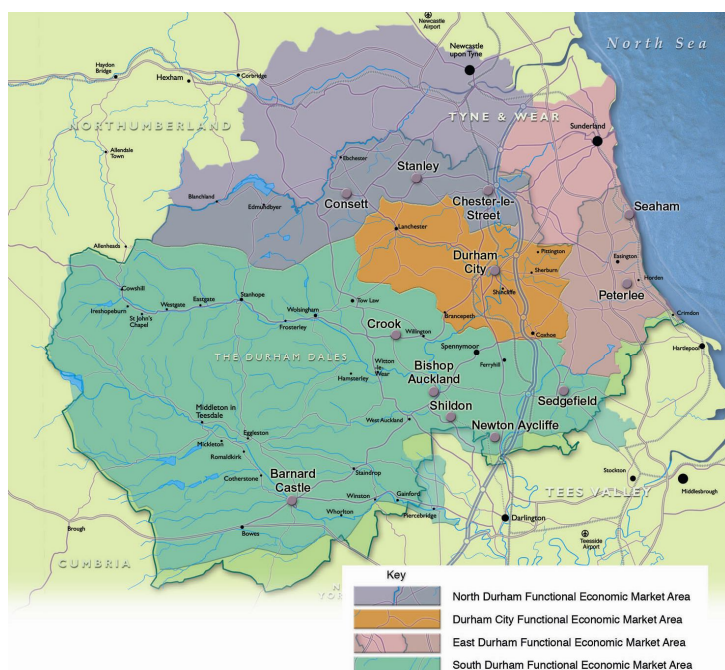 Newcastle
Airport
North Sea
Newcastle
upon Tyne
Haydon
Bridge
Hexham
Corbridge
NORTHUMBERLAND
TYNE & WEAR
Sunderland
Allendale
Town
Ebchester
Stanley
Consett
Chester-le-
Street
Blanchland
Edmundbyer
Seaham
Lanchester
Allenheads
Pittington
Easington
Durham
City
Sherburn
Horden
Shincliffe
Peterlee
Cowshill
Ireshopeburn
Westgate
Eastgate
Stanhope
St John's
Chapel
Wolsingham
Frosterley
Tow Law
Brancepeth
Crimdon
Crook
Willington
Coxhoe
Hartlepool
THE DURHAM DALES
Spennymoor
Ferryhill
Witton
le
Wear
Hamsterley
Bishop
Auckland
Sedgefield
Shildon
Middleton in
Teesdale
West Auckland
Newton Aycliffe
Mickleton
Eggleston
Romaldkirk
Cotherstone
Staindrop
Stockton
Barnard
Castle
Winston
Gainford
TEES VALLEY
Middlesbrough
Whorlton
Piercebridge
Darlington
Brough
Bowes
Teesside
Airport
CUMBRIA
Key
North Durham Functional Economic Market Area
Durham City Functional Economic Market Area
East Durham Functional Economic Market Area
South Durham Functional Economic Market Area